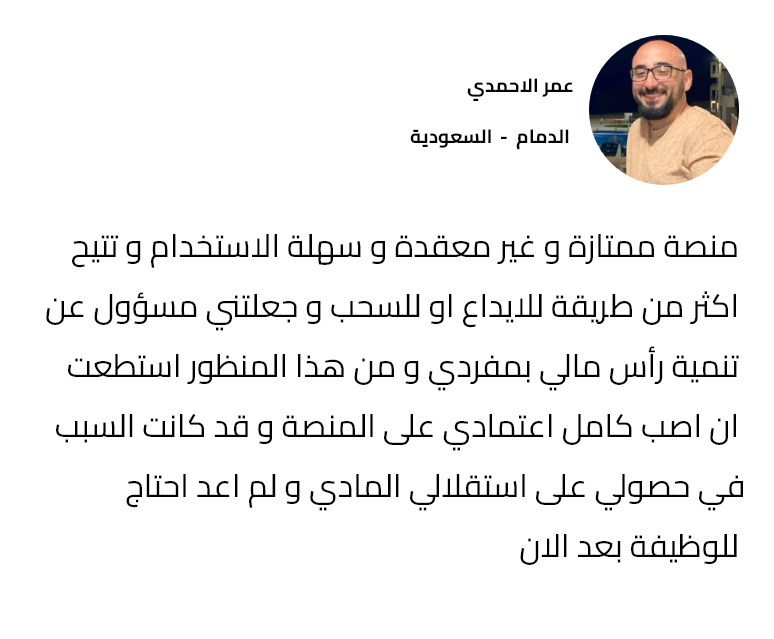 عمر الاحمدي
الدمام - السعودية
منصة ممتازة و غير معقدة و سهلة الاستخدام و تتيح
اكثر من طريقة للايداع او للسحب و جعلتني مسؤول عن
تنمية رأس مالي بمفردي و من هذا المنظور استطعت
ان اصب كامل اعتمادي على المنصة و قد كانت السبب
في حصولي على استقلالي المادي و لم اعد احتاج
للوظيفة بعد الان